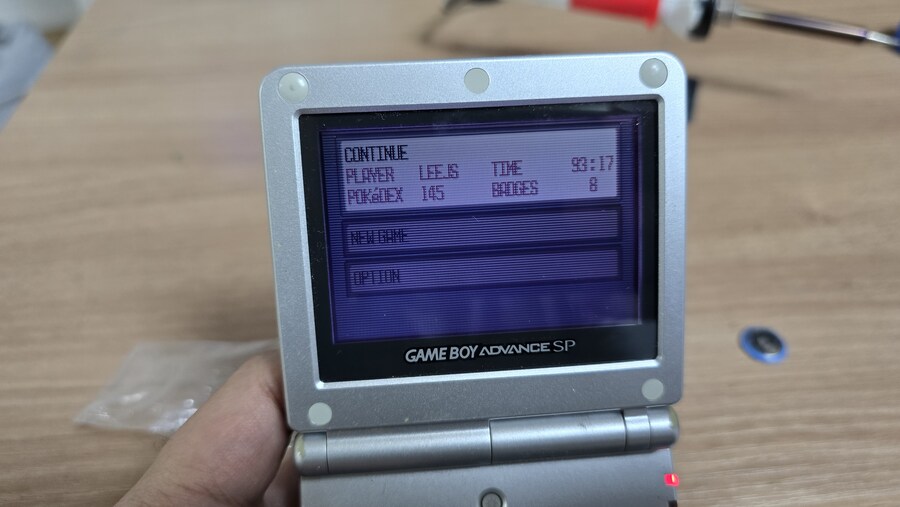 CONTINUE
PLAYER LEEJS TIME 93:17
POKéDEX 145 BADGES 8
NEW GAME
OPTION
GAME BOY ADVANCE SP